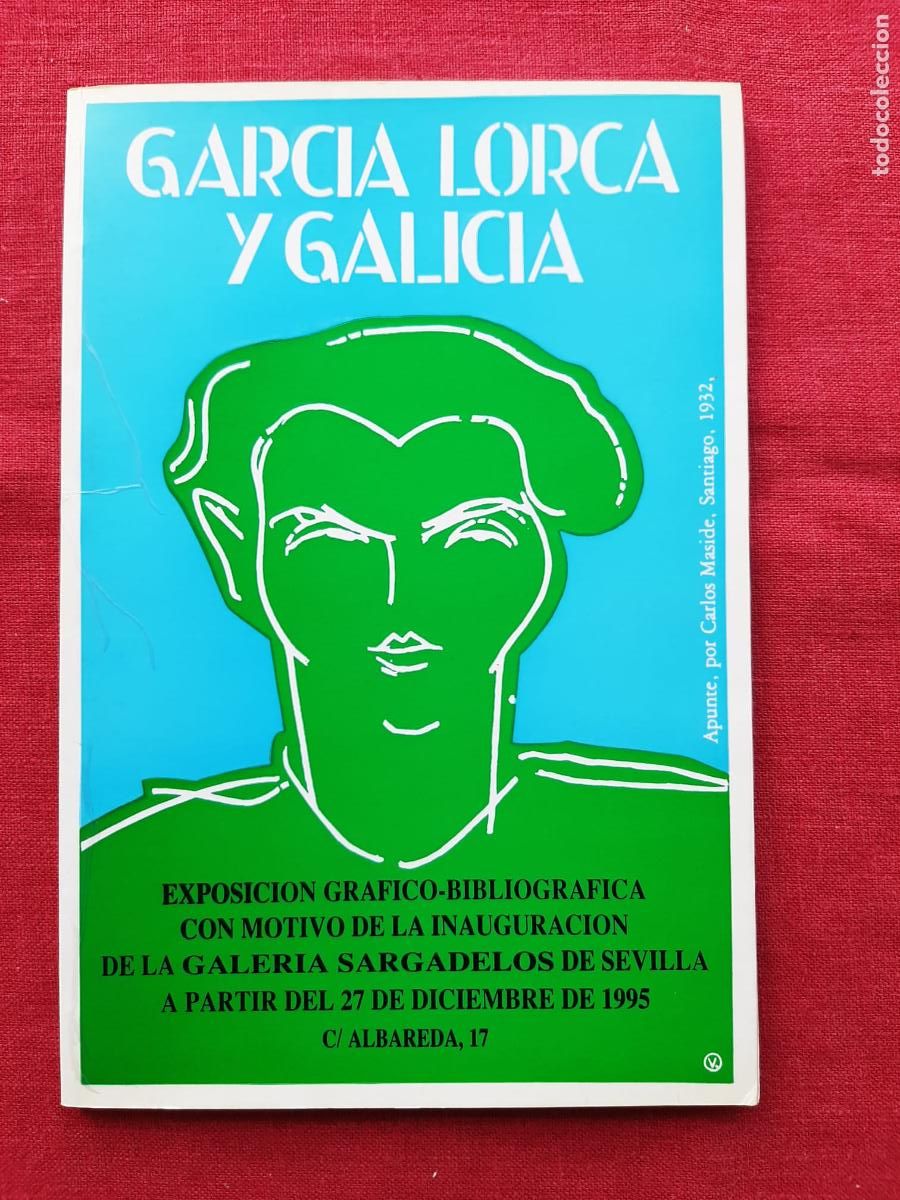 GARCIA LORCA
Y GALICIA
Apunte, por Carlos Maside, Santiago, 1932,
EXPOSICION GRAFICO-BIBLIOGRAFICA
CON MOTIVO DE LA INAUGURACION
DE LA GALERIA SARGADELOS DE SEVILLA
A PARTIR DEL 27 DE DICIEMBRE DE 1995
C/ ALBAREDA, 17
todocoleccion